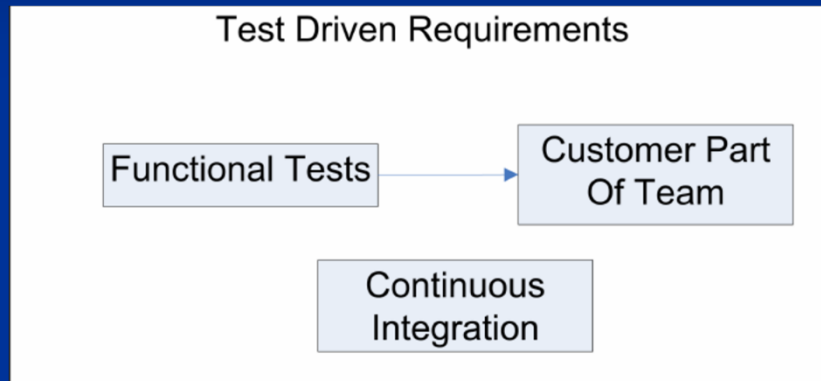 Test Driven Requirements
Functional Tests
Customer Part
Of Team
Continuous
Integration